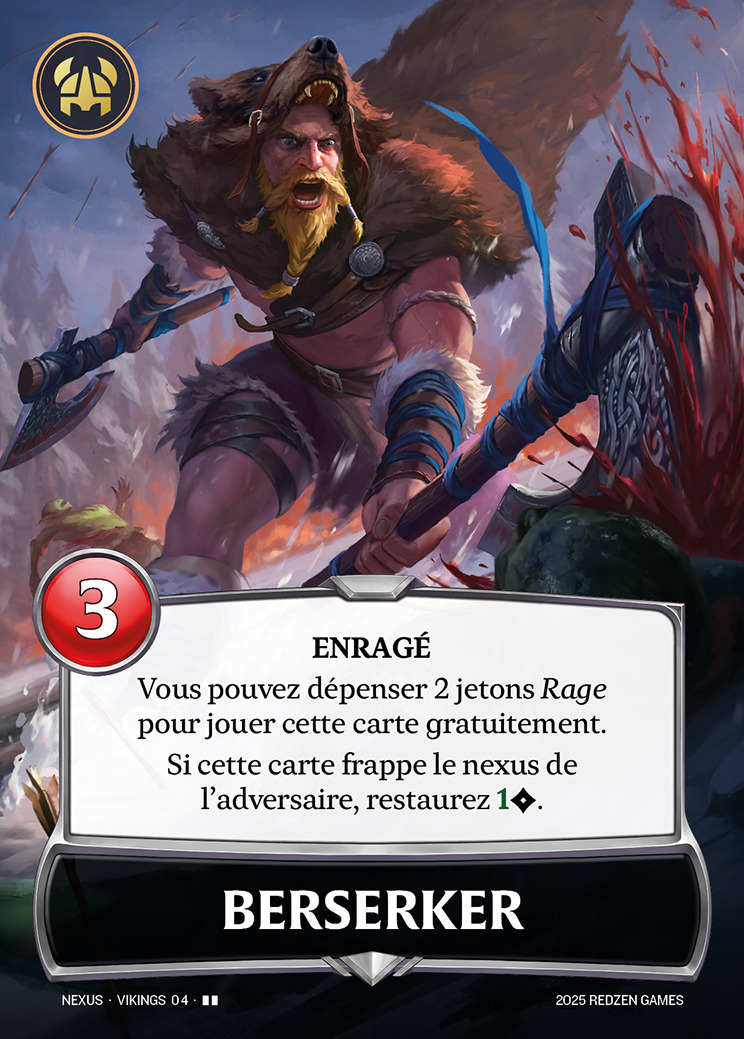 3
ENRAGÉ
Vous pouvez dépenser 2 jetons Rage
pour jouer cette carte gratuitement.
Si cette carte frappe le nexus de
l’adversaire, restaurez 1.
BERSERKER
NEXUS · VIKINGS 04 ·
2025 REDZEN GAMES